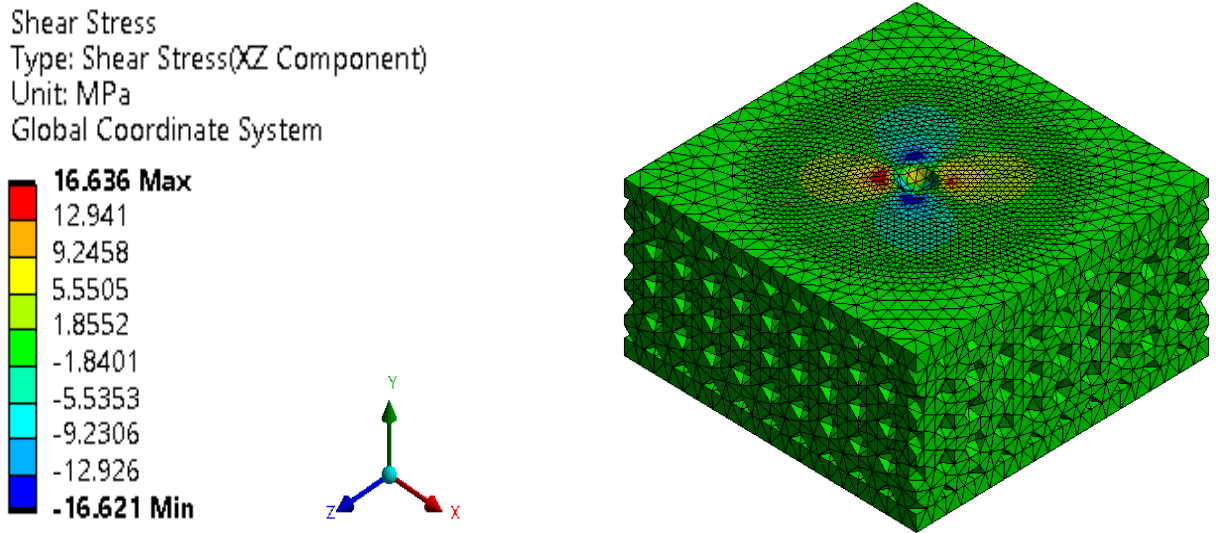 Shear Stress
Type: Shear Stress(XZ Component)
Unit: MPa
Global Coordinate System
16.636 Max
12.941
9.2458
5.5505
1.8552
-1.8401
-5.5353
-9.2306
-12.926
-16.621 Min
Y
Z
X